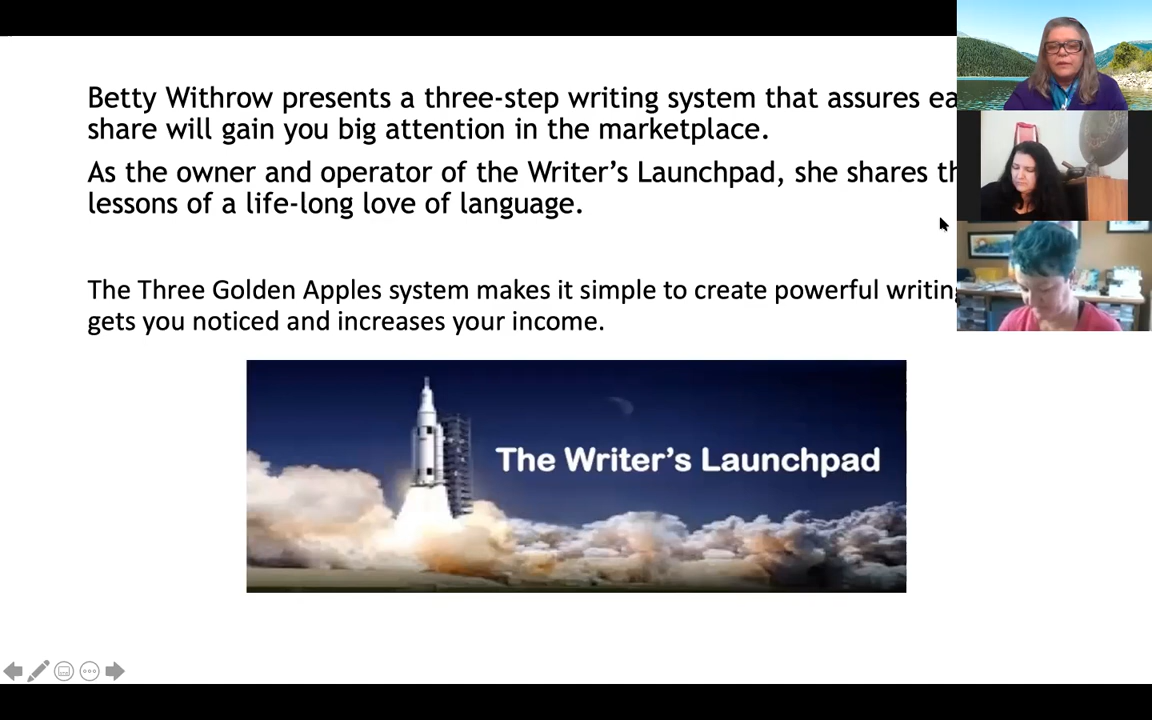 Betty Withrow presents a three-step writing system that assures
share will gain you big attention in the marketplace.
As the owner and operator of the Writer's Launchpad, she shares
lessons of a life-long love of language.
The Three Golden Apples system makes it simple to create powerful writing
gets you noticed and increases your income.
The Writer's Launchpad